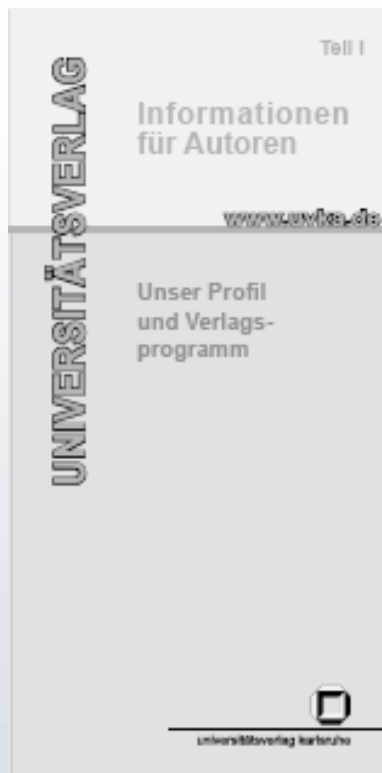 Teil I
Informationen
für Autoren
www.uvka.de
UNIVERSITÄTSVERLAG
Unser Profil
und Verlags-
programm
universitätsverlag karlsruhe